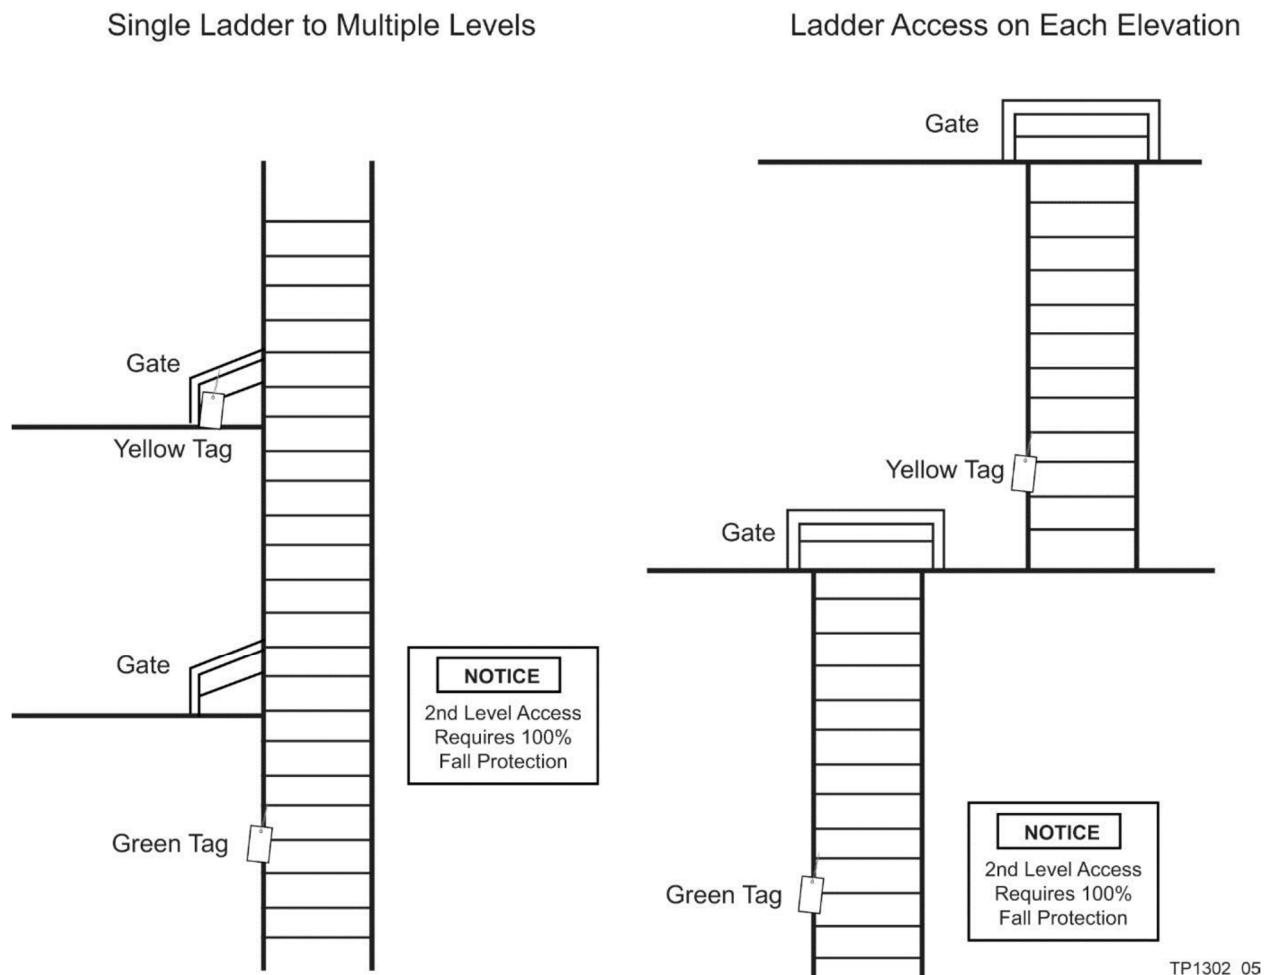 Single Ladder to Multiple Levels
Ladder Access on Each Elevation
Gate
Yellow Tag
Gate
NOTICE
2nd Level Access
Requires 100%
Fall Protection
Green Tag
Gate
Yellow Tag
Gate
NOTICE
2nd Level Access
Requires 100%
Fall Protection
Green Tag
TP1302_05